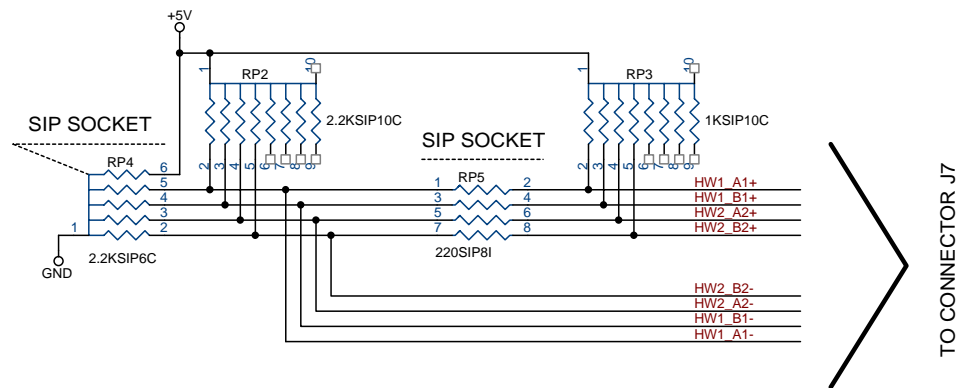 +5V
1
RP2
10
2.2KSIP10C
2 3 4 5 6 7 8 9
1
RP3
10
1KSIP10C
2 3 4 5 6 7 8 9
SIP SOCKET
RP4
6
5
4
3
1 2
2.2KSIP6C
GND
SIP SOCKET
RP5
1 2
3 4
5 6
7 8
220SIP8I
HW1_A1+
HW1_B1+
HW2_A2+
HW2_B2+
HW2_B2-
HW2_A2-
HW1_B1-
HW1_A1-
TO CONNECTOR J7